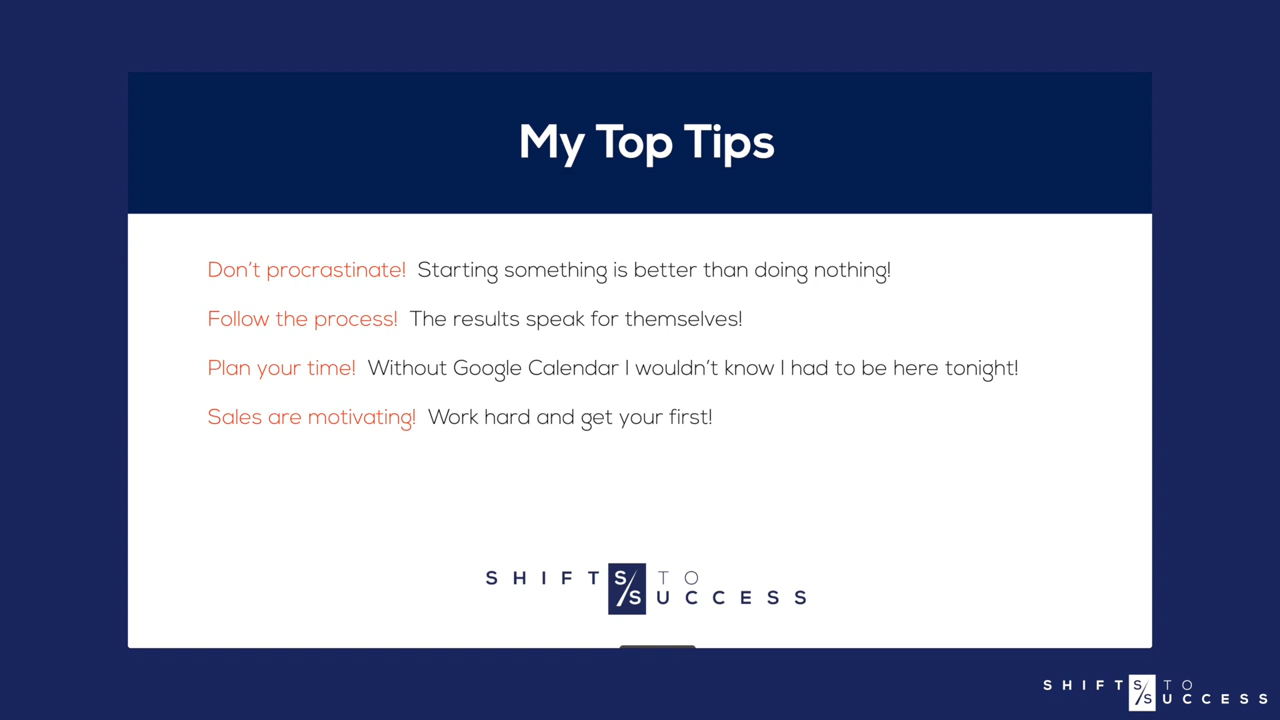 My Top Tips
Don't procrastinate! Starting something is better than doing nothing!
Follow the process! The results speak for themselves!
Plan your time! Without Google Calendar I wouldn't know I had to be here tonight!
Sales are motivating! Work hard and get your first!
SHIFTS TO
SUCCESS
SHIFTS TO
SUCCESS